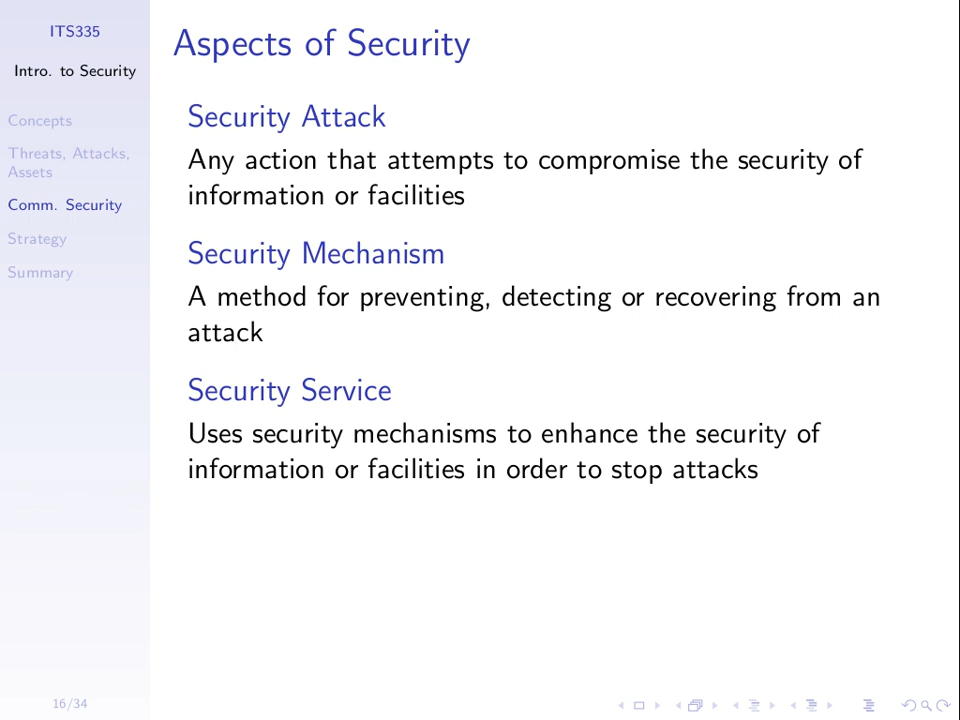 ITS335
Intro. to Security
Concepts
Threats, Attacks,
Assets
Comm. Security
Strategy
Summary
16/34
Aspects of Security
Security Attack
Any action that attempts to compromise the security of
information or facilities
Security Mechanism
A method for preventing, detecting or recovering from an
attack
Security Service
Uses security mechanisms to enhance the security of
information or facilities in order to stop attacks